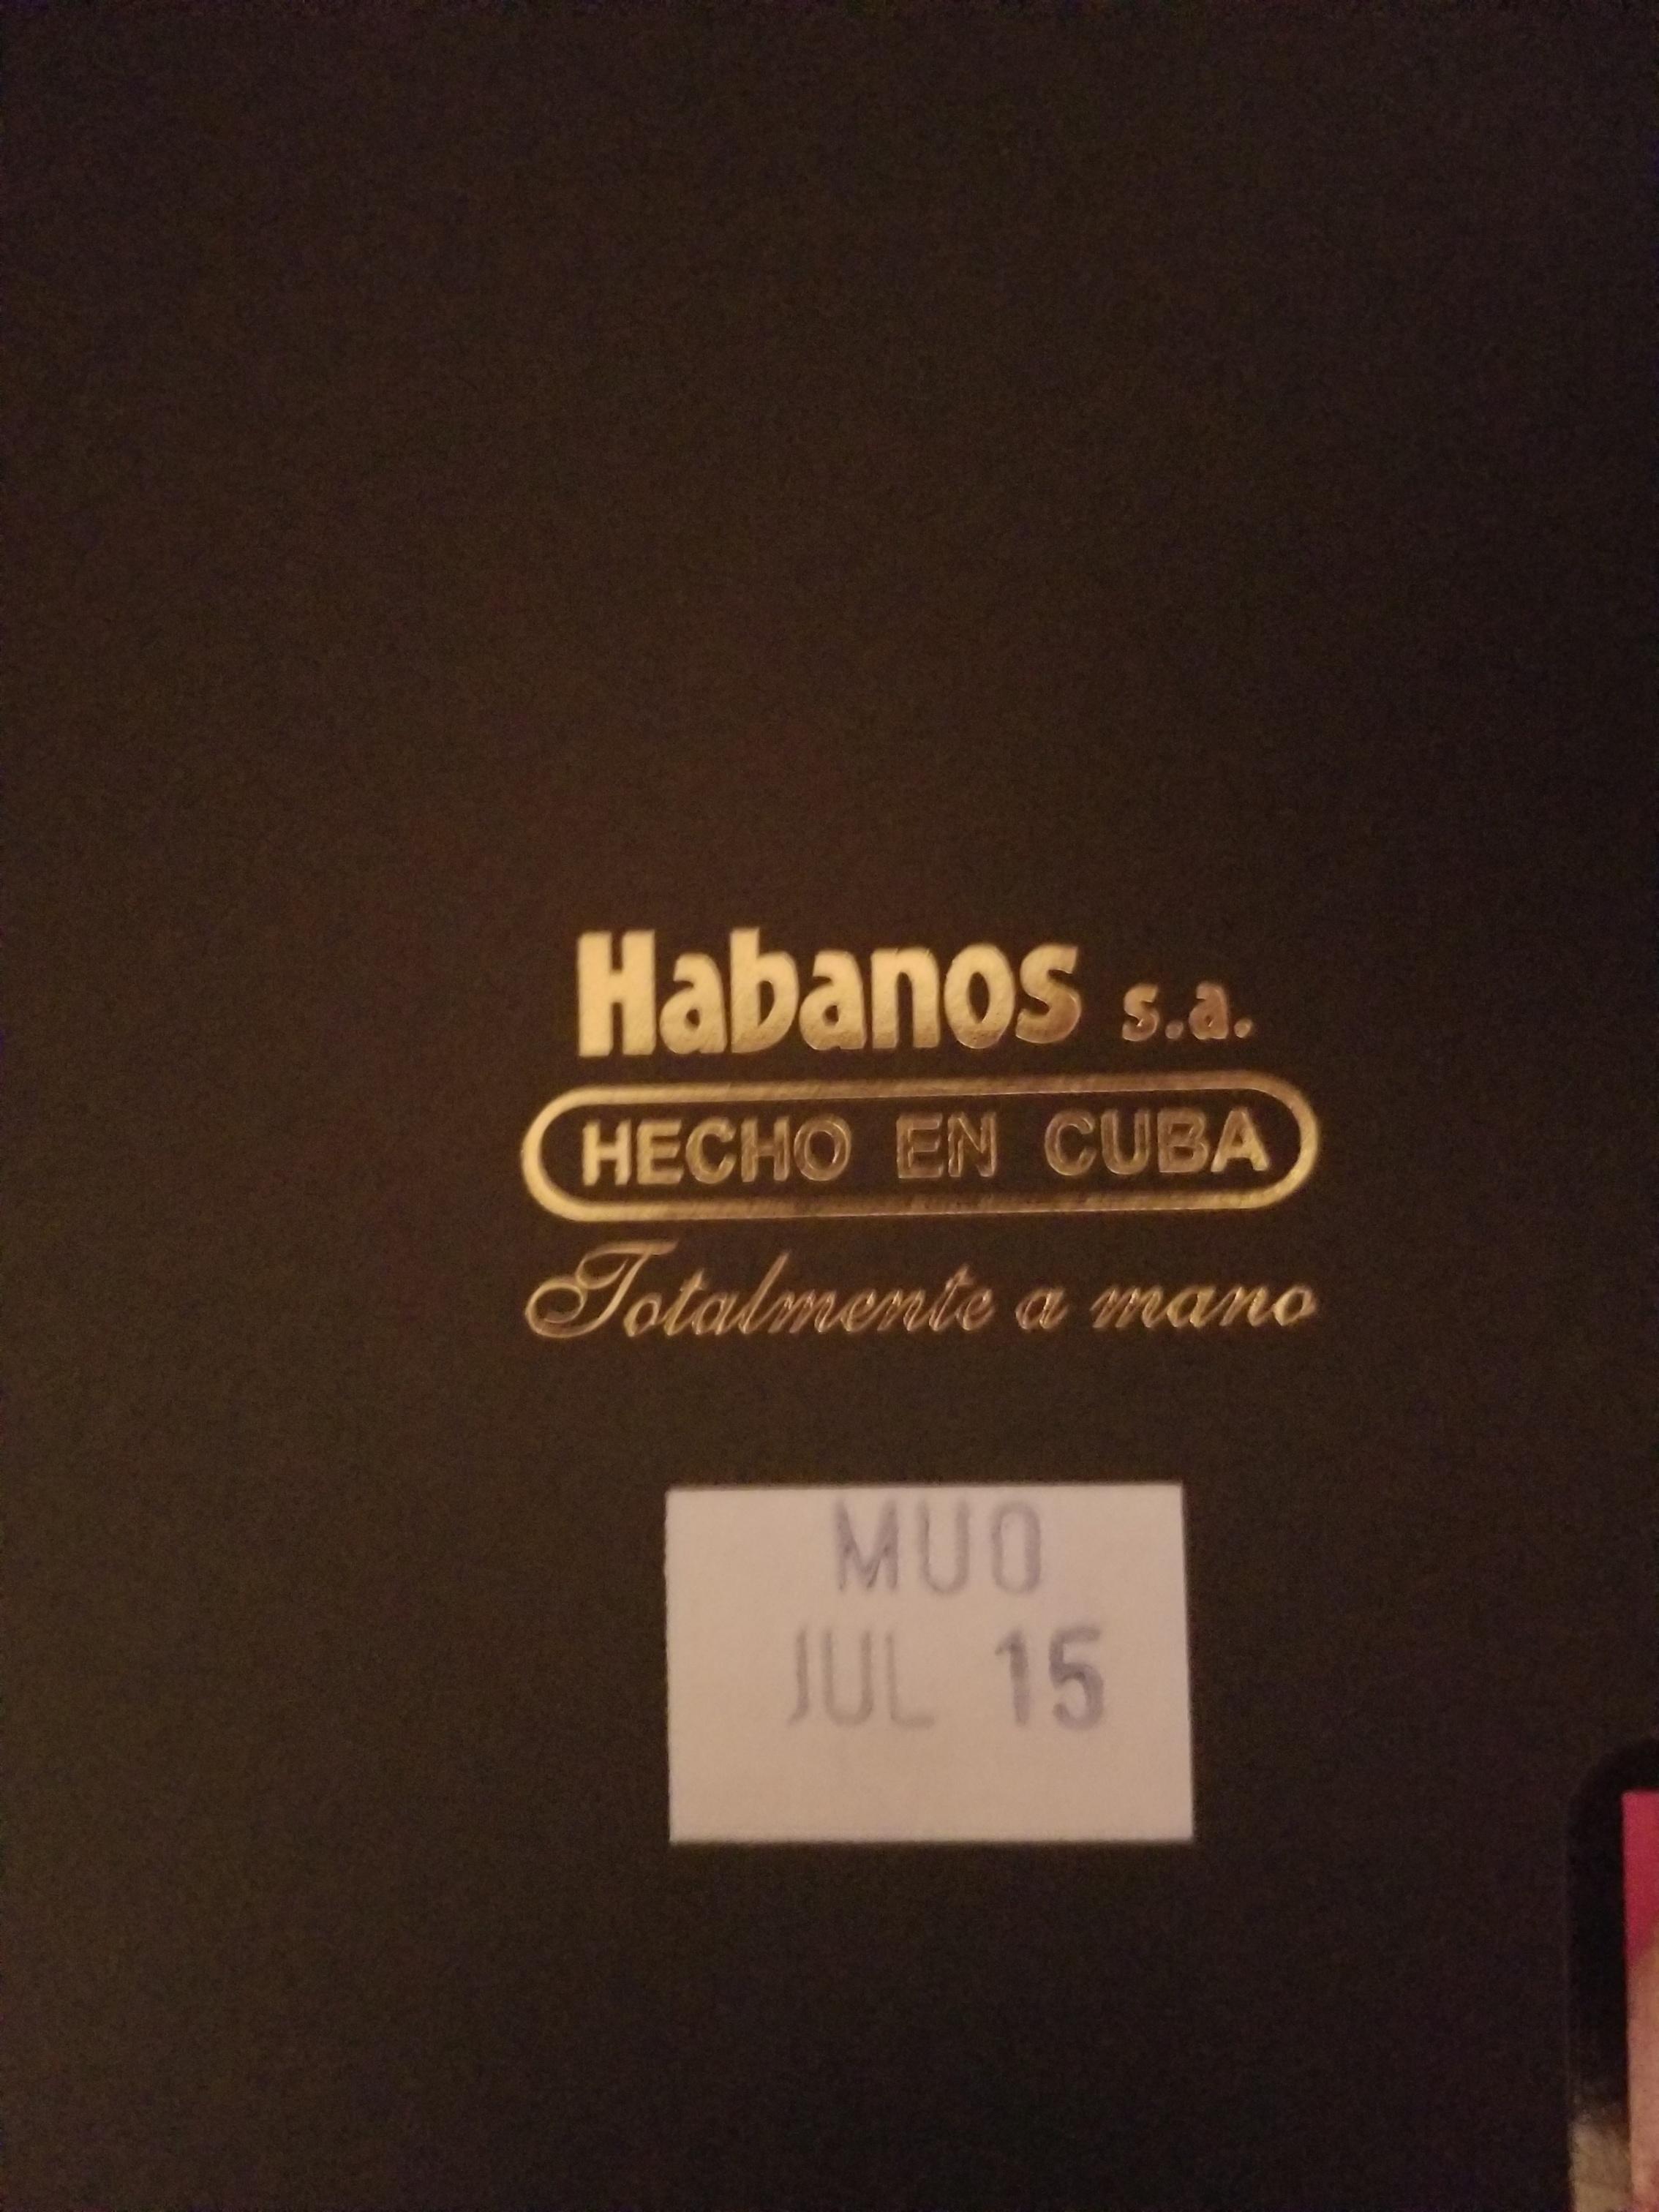 Habanos s.a.
HECHO EN CUBA
Totalmente a mano
MUO
JUL 15